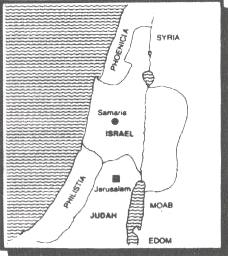 PHOENICIA
SYRIA
Samaria
ISRAEL
PHILISTIA
Jerusalem
JUDAH
MOAB
EDOM